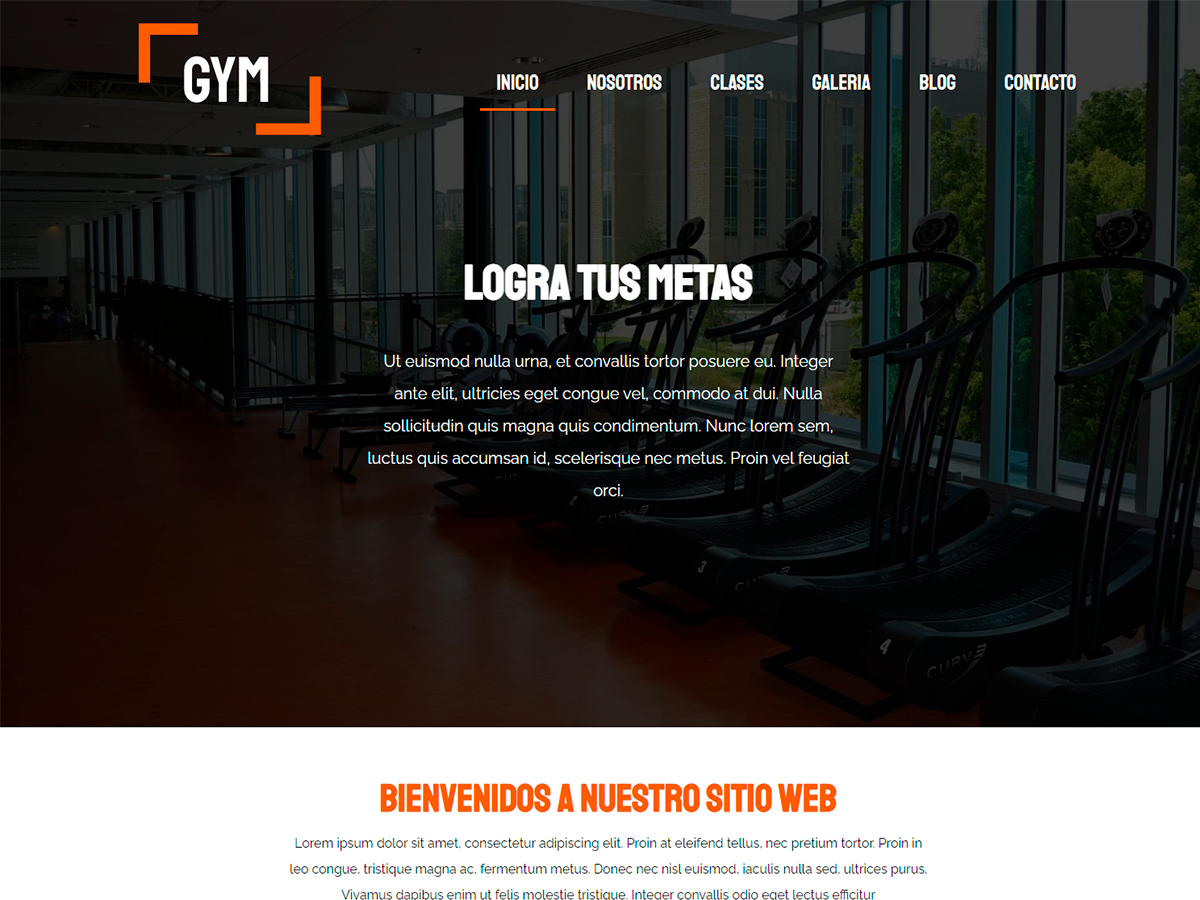 GYM
INICIO NOSOTROS CLASES GALERIA BLOG CONTACTO
LOGRA TUS METAS
Ut euismod nulla urna, et convallis tortor posuere eu. Integer
ante elit, ultricies eget congue vel, commodo at dui. Nulla
sollicitudin quis magna quis condimentum. Nunc lorem sem,
luctus quis accumsan id, scelerisque nec metus. Proin vel feugiat
orci.
CURVE
3 CURVE
4 CURVE
BIENVENIDOS A NUESTRO SITIO WEB
Lorem ipsum dolor sit amet, consectetur adipiscing elit. Proin at eleifend tellus, nec pretium tortor. Proin in
leo congue, tristique magna ac, fermentum metus. Donec nec nisl euismod, iaculis nulla sed, ultrices purus.
Vivamus dapibus enim ut felis molestie tristique. Integer convallis odio eget lectus efficitur